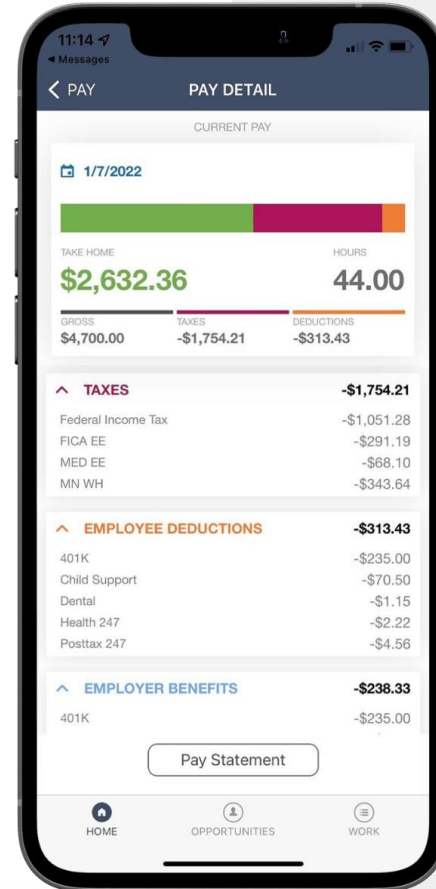 11:14
◀ Messages
PAY
PAY DETAIL
CURRENT PAY
1/7/2022
TAKE HOME
HOURS
$2,632.36
44.00
GROSS
TAXES
DEDUCTIONS
$4,700.00
-$1,754.21
-$313.43
TAXES -$1,754.21
Federal Income Tax -$1,051.28
FICA EE -$291.19
MED EE -$68.10
MN WH -$343.64
EMPLOYEE DEDUCTIONS -$313.43
401K -$235.00
Child Support -$70.50
Dental -$1.15
Health 247 -$2.22
Posttax 247 -$4.56
EMPLOYER BENEFITS -$238.33
401K -$235.00
Pay Statement
HOME
OPPORTUNITIES
WORK